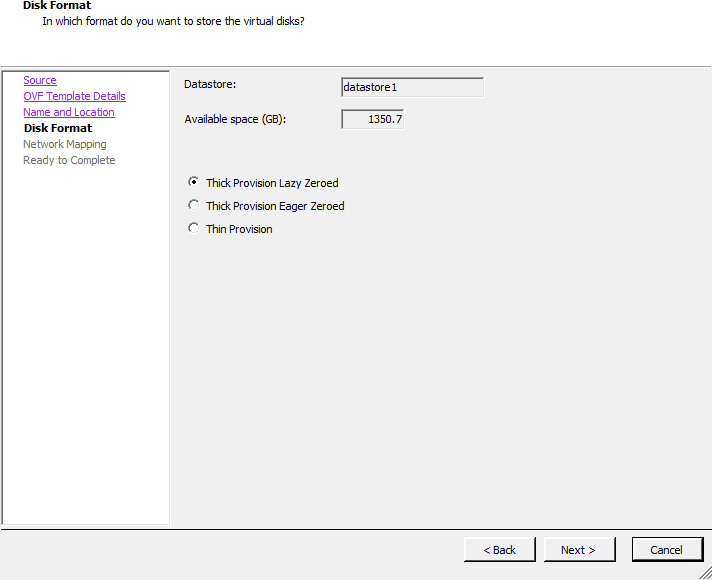 Disk Format
In which format do you want to store the virtual disks?
Source
OVF Template Details
Name and Location
Disk Format
Network Mapping
Ready to Complete
Datastore: datastore1
Available space (GB): 1350.7
Thick Provision Lazy Zeroed
Thick Provision Eager Zeroed
Thin Provision
< Back Next > Cancel